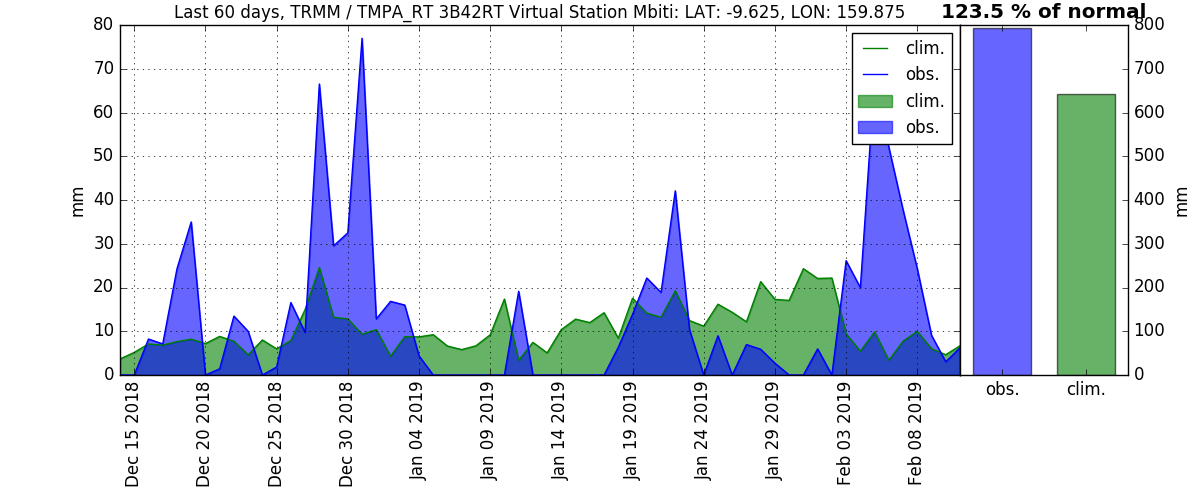 Last 60 days, TRMM / TMPA_RT 3B42RT Virtual Station Mbiti: LAT: -9.625, LON: 159.875
123.5 % of normal
80
70
60
50
40
30
20
10
0
mm
clim.
obs.
clim.
obs.
Dec 15 2018
Dec 20 2018
Dec 25 2018
Dec 30 2018
Jan 04 2019
Jan 09 2019
Jan 14 2019
Jan 19 2019
Jan 24 2019
Jan 29 2019
Feb 03 2019
Feb 08 2019
800
700
600
500
400
300
200
100
0
mm
obs.
clim.